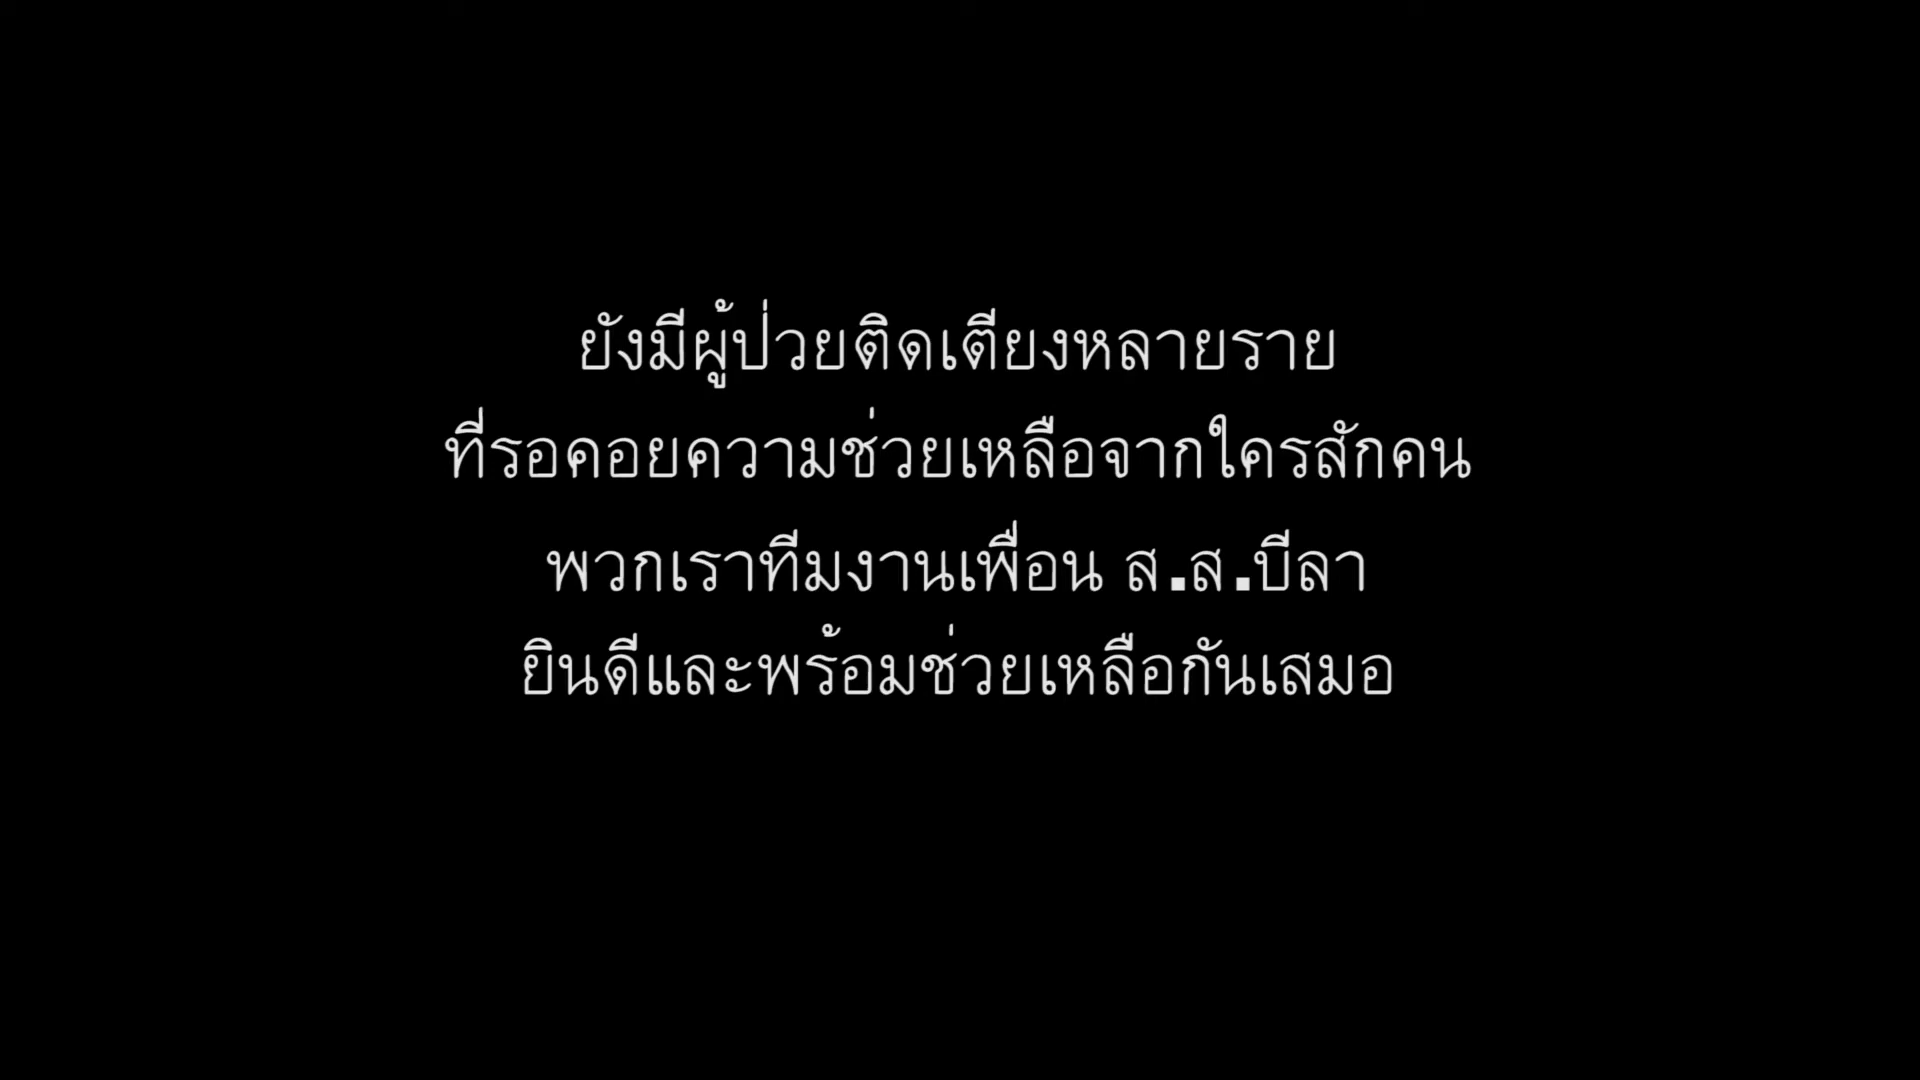 ยังมีผู้ป่วยติดเตียงหลายราย
ที่รอคอยความช่วยเหลือจากใครสักคน
พวกเราทีมงานเพื่อน ส.ส.บีลา
ยินดีและพร้อมช่วยเหลือกันเสมอ